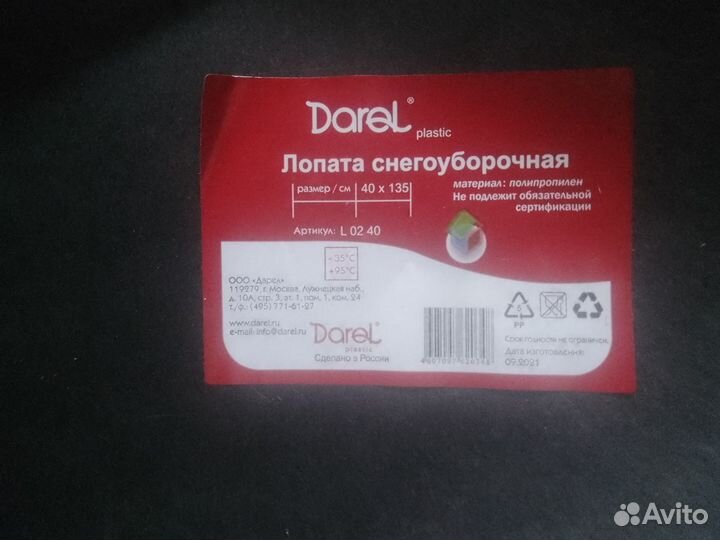 Darel®
plastic
Лопата снегоуборочная
размер / см 40 x 135
материал: полипропилен
Не подлежит обязательной
сертификации
Артикул: L 02 40
-35°C
+95°C
ООО «Дарел»
119279, г. Москва, Лужнецкая наб.,
д. 10А, стр. 3, эт. 1, пом. 1, ком. 24
т./ф.: (495) 771-61-27
www.darel.ru
e-mail: info@darel.ru
Darel
plastic
Сделано в России
5
PP
Срок годности не ограничен.
Дата изготовления:
09.2021
Avito